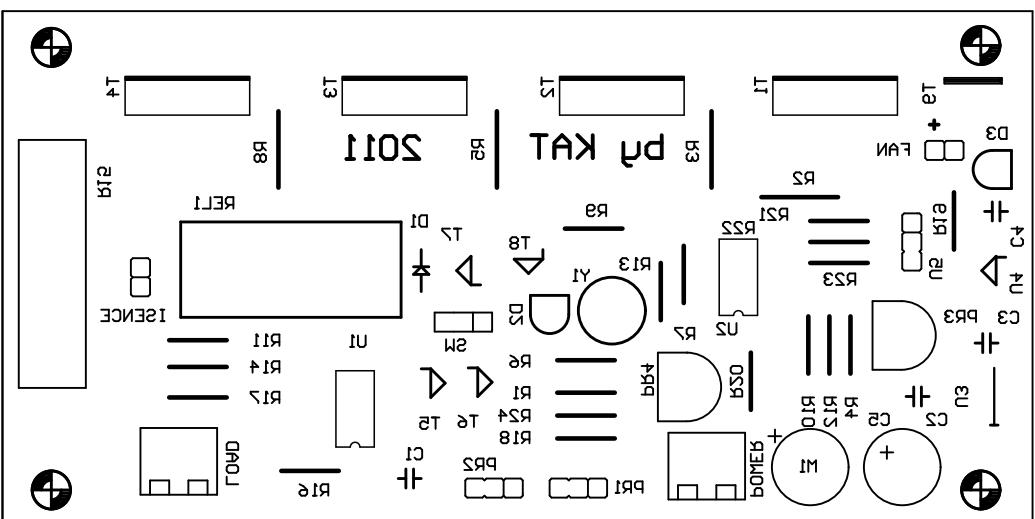 T4
T3
T2
T1
T9
+
D3
FAN
R8
2011
R5
by KAT
R3
R15
REL1
D1
T7
T8
R9
R2
R21
R22
R19
C4
ISENCE
R13
Y1
R23
U5
U4
D2
U2
R7
PR3
C3
R11
U1
SW
R14
R17
R6
R1
R24
R18
PR4
R20
R10
R12
R4
C5
C2
U3
T5
T6
LOAD
R16
C1
PR2
PR1
POWER
+
M1
+